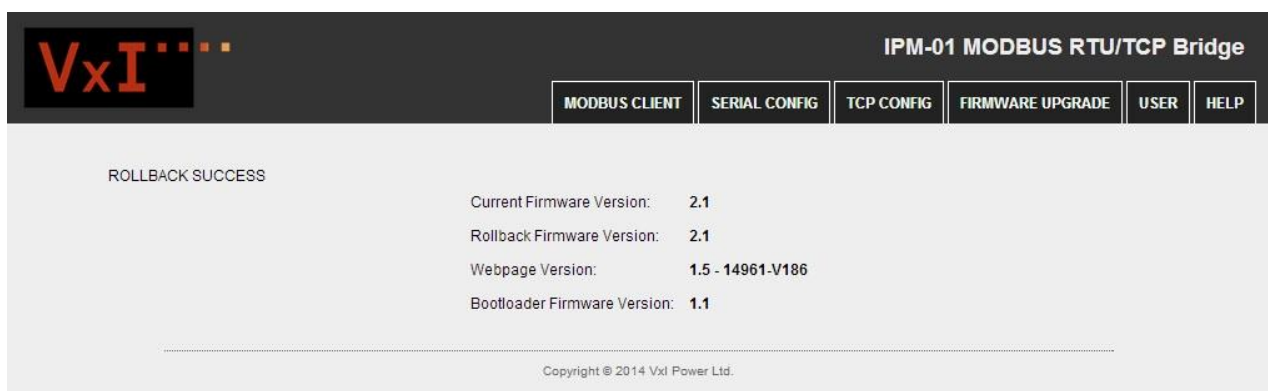 VxI
IPM-01 MODBUS RTU/TCP Bridge
MODBUS CLIENT SERIAL CONFIG TCP CONFIG FIRMWARE UPGRADE USER HELP
ROLLBACK SUCCESS
Current Firmware Version: 2.1
Rollback Firmware Version: 2.1
Webpage Version: 1.5 - 14961-V186
Bootloader Firmware Version: 1.1
Copyright © 2014 VxI Power Ltd.